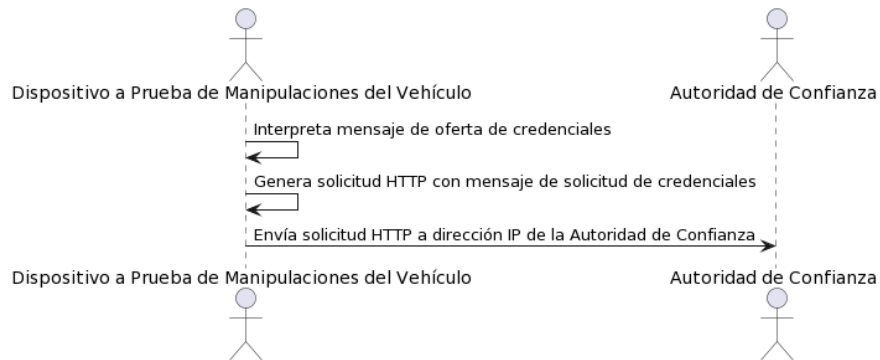 Dispositivo a Prueba de Manipulaciones del Vehículo Autoridad de Confianza
Interpreta mensaje de oferta de credenciales
Genera solicitud HTTP con mensaje de solicitud de credenciales
Envía solicitud HTTP a dirección IP de la Autoridad de Confianza
Dispositivo a Prueba de Manipulaciones del Vehículo Autoridad de Confianza